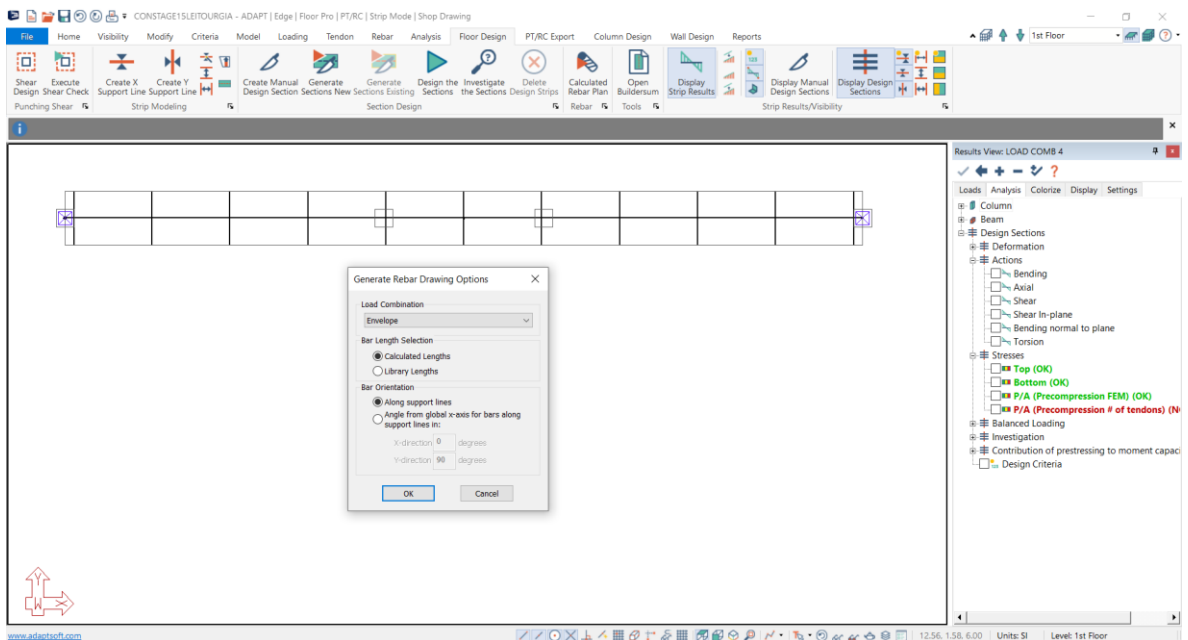 CONSTAGE15LEITOURGIA - ADAPT | Edge | Floor Pro | PT/RC | Strip Mode | Shop Drawing
File Home Visibility Modify Criteria Model Loading Tendon Rebar Analysis Floor Design PT/RC Export Column Design Wall Design Reports 1st Floor
Shear Design Execute Shear Check
Create X Support Line Create Y Support Line
Create Manual Design Section Generate Sections New Generate Sections Existing Design the Sections Investigate the Sections Delete Design Strips
Calculated Rebar Plan
Open Buildersum
Display Strip Results Display Manual Design Sections Display Design Sections
Punching Shear Strip Modeling Section Design Rebar Tools Strip Results/Visibility
Generate Rebar Drawing Options
Load Combination
Envelope
Bar Length Selection
Calculated Lengths
Library Lengths
Bar Orientation
Along support lines
Angle from global x-axis for bars along
support lines in:
X-direction 0 degrees
Y-direction 90 degrees
OK Cancel
Results View: LOAD COMB 4
Loads Analysis Colorize Display Settings
Column
Beam
Design Sections
Deformation
Actions
Bending
Axial
Shear
Shear In-plane
Bending normal to plane
Torsion
Stresses
Top (OK)
Bottom (OK)
P/A (Precompression FEM) (OK)
P/A (Precompression # of tendons) (N
Balanced Loading
Investigation
Contribution of prestressing to moment capaci
Design Criteria
Y
W X
www.adaptsoft.com
12.56, 1.58, 6.00 Units: SI Level: 1st Floor